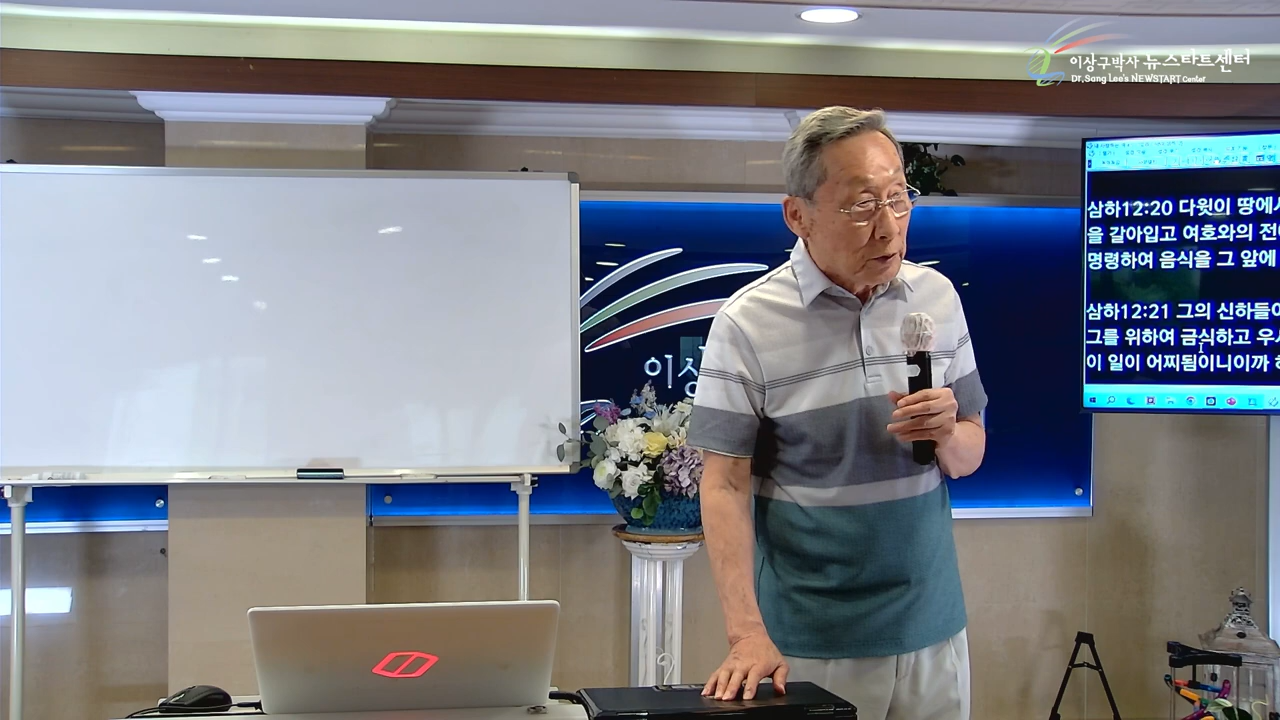 이상구박사 뉴스타트센터
Dr. Sang Lee's NEWSTART Center
삼하12:20 다윗이 땅에서
을 갈아입고 여호와의 전에
명령하여 음식을 그 앞에
삼하12:21 그의 신하들이
그를 위하여 금식하고 우시
이 일이 어찌됨이니이까 하
이상